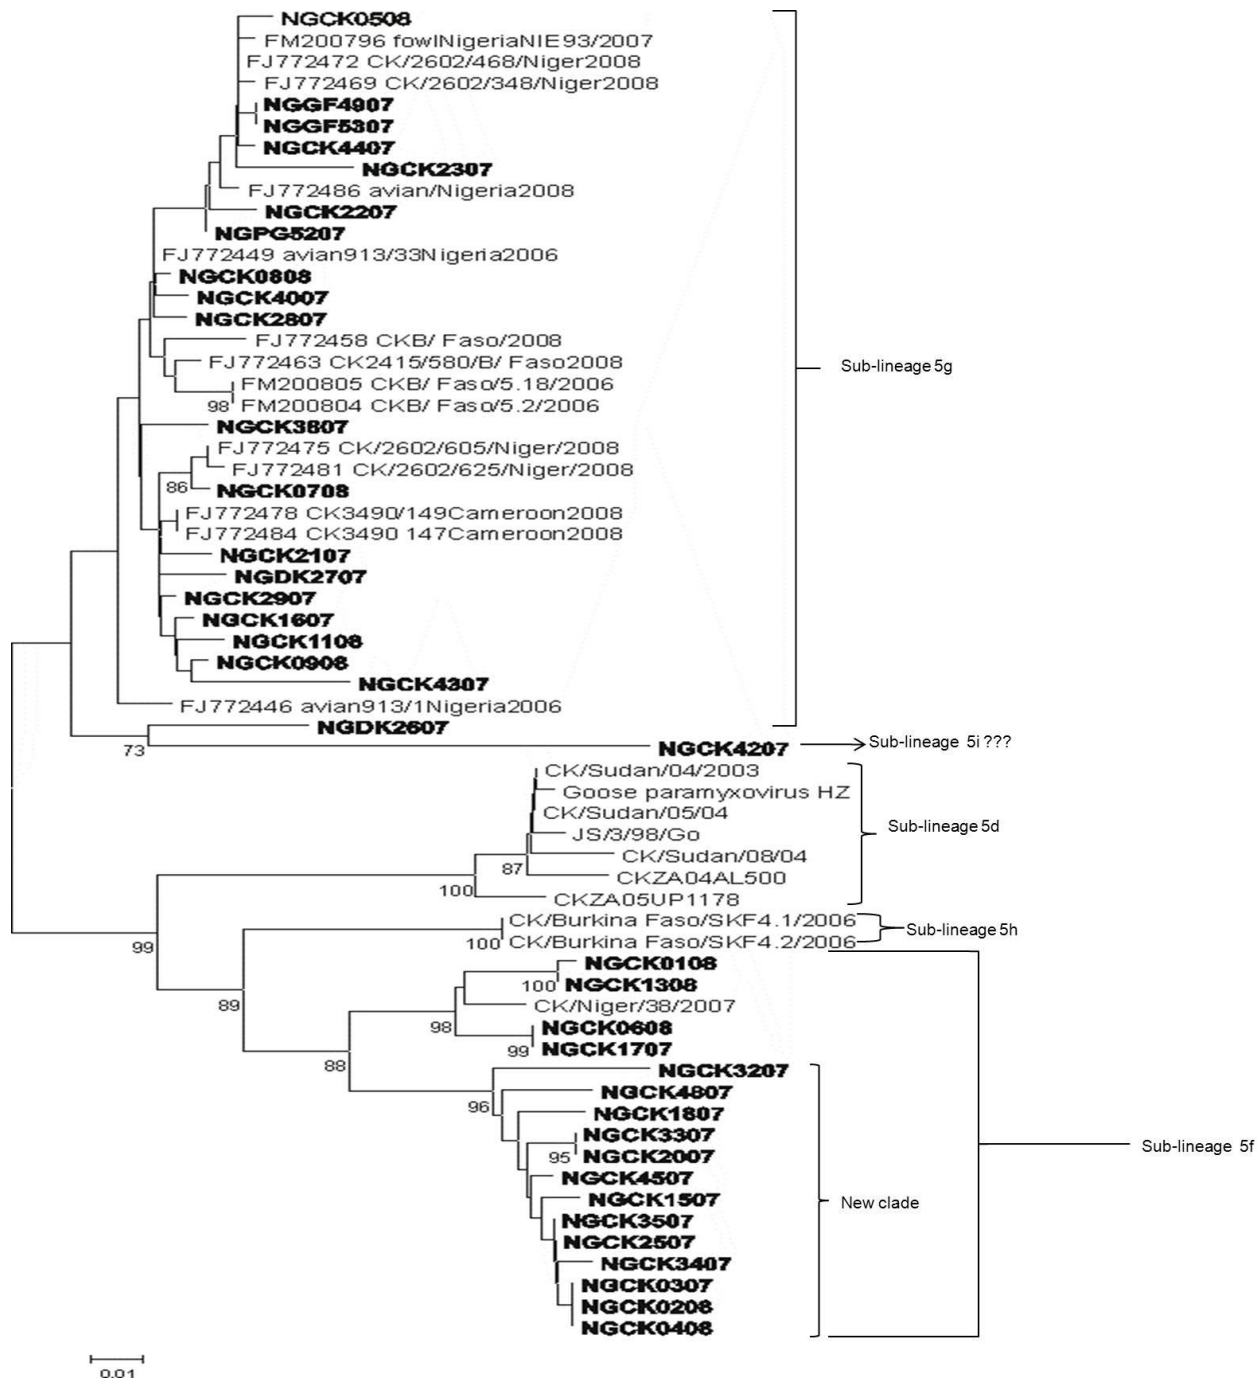 NGCK0508
FM200796 fowlNigeriaNIE93/2007
FJ772472 CK/2602/468/Niger2008
FJ772469 CK/2602/348/Niger2008
NGGF4907
NGGF5307
NGCK4407
NGCK2307
FJ772486 avian/Nigeria2008
NGCK2207
NGPG5207
FJ772449 avian913/33Nigeria2006
NGCK0808
NGCK4007
NGCK2807
FJ772458 CKB/ Faso/2008
FJ772463 CK2415/580/B/ Faso2008
Sub-lineage 5g
FM200805 CKB/ Faso/5.18/2006
98 FM200804 CKB/ Faso/5.2/2006
NGCK3807
FJ772475 CK/2602/605/Niger/2008
FJ772481 CK/2602/625/Niger/2008
86 NGCK0708
FJ772478 CK3490/149Cameroon2008
FJ772484 CK3490 147Cameroon2008
NGCK2107
NGDK2707
NGCK2907
NGCK1607
NGCK1108
NGCK0908
NGCK4307
FJ772446 avian913/1Nigeria2006
NGDK2607
73 NGCK4207 Sub-lineage 5i ???
CK/Sudan/04/2003
Goose paramyxovirus HZ
CK/Sudan/05/04
JS/3/98/Go Sub-lineage 5d
CK/Sudan/08/04
87
CKZA04AL500
100
CKZA05UP1178
CK/Burkina Faso/SKF4.1/2006
Sub-lineage 5h
99 100 CK/Burkina Faso/SKF4.2/2006
NGCK0108
100 NGCK1308
89 CK/Niger/38/2007
98 NGCK0608
99 NGCK1707
88 NGCK3207
NGCK4807
96
NGCK1807
NGCK3307
Sub-lineage 5f
95 NGCK2007
NGCK4507
NGCK1507
New clade
NGCK3507
NGCK2507
NGCK3407
NGCK0307
NGCK0208
NGCK0408
0.01